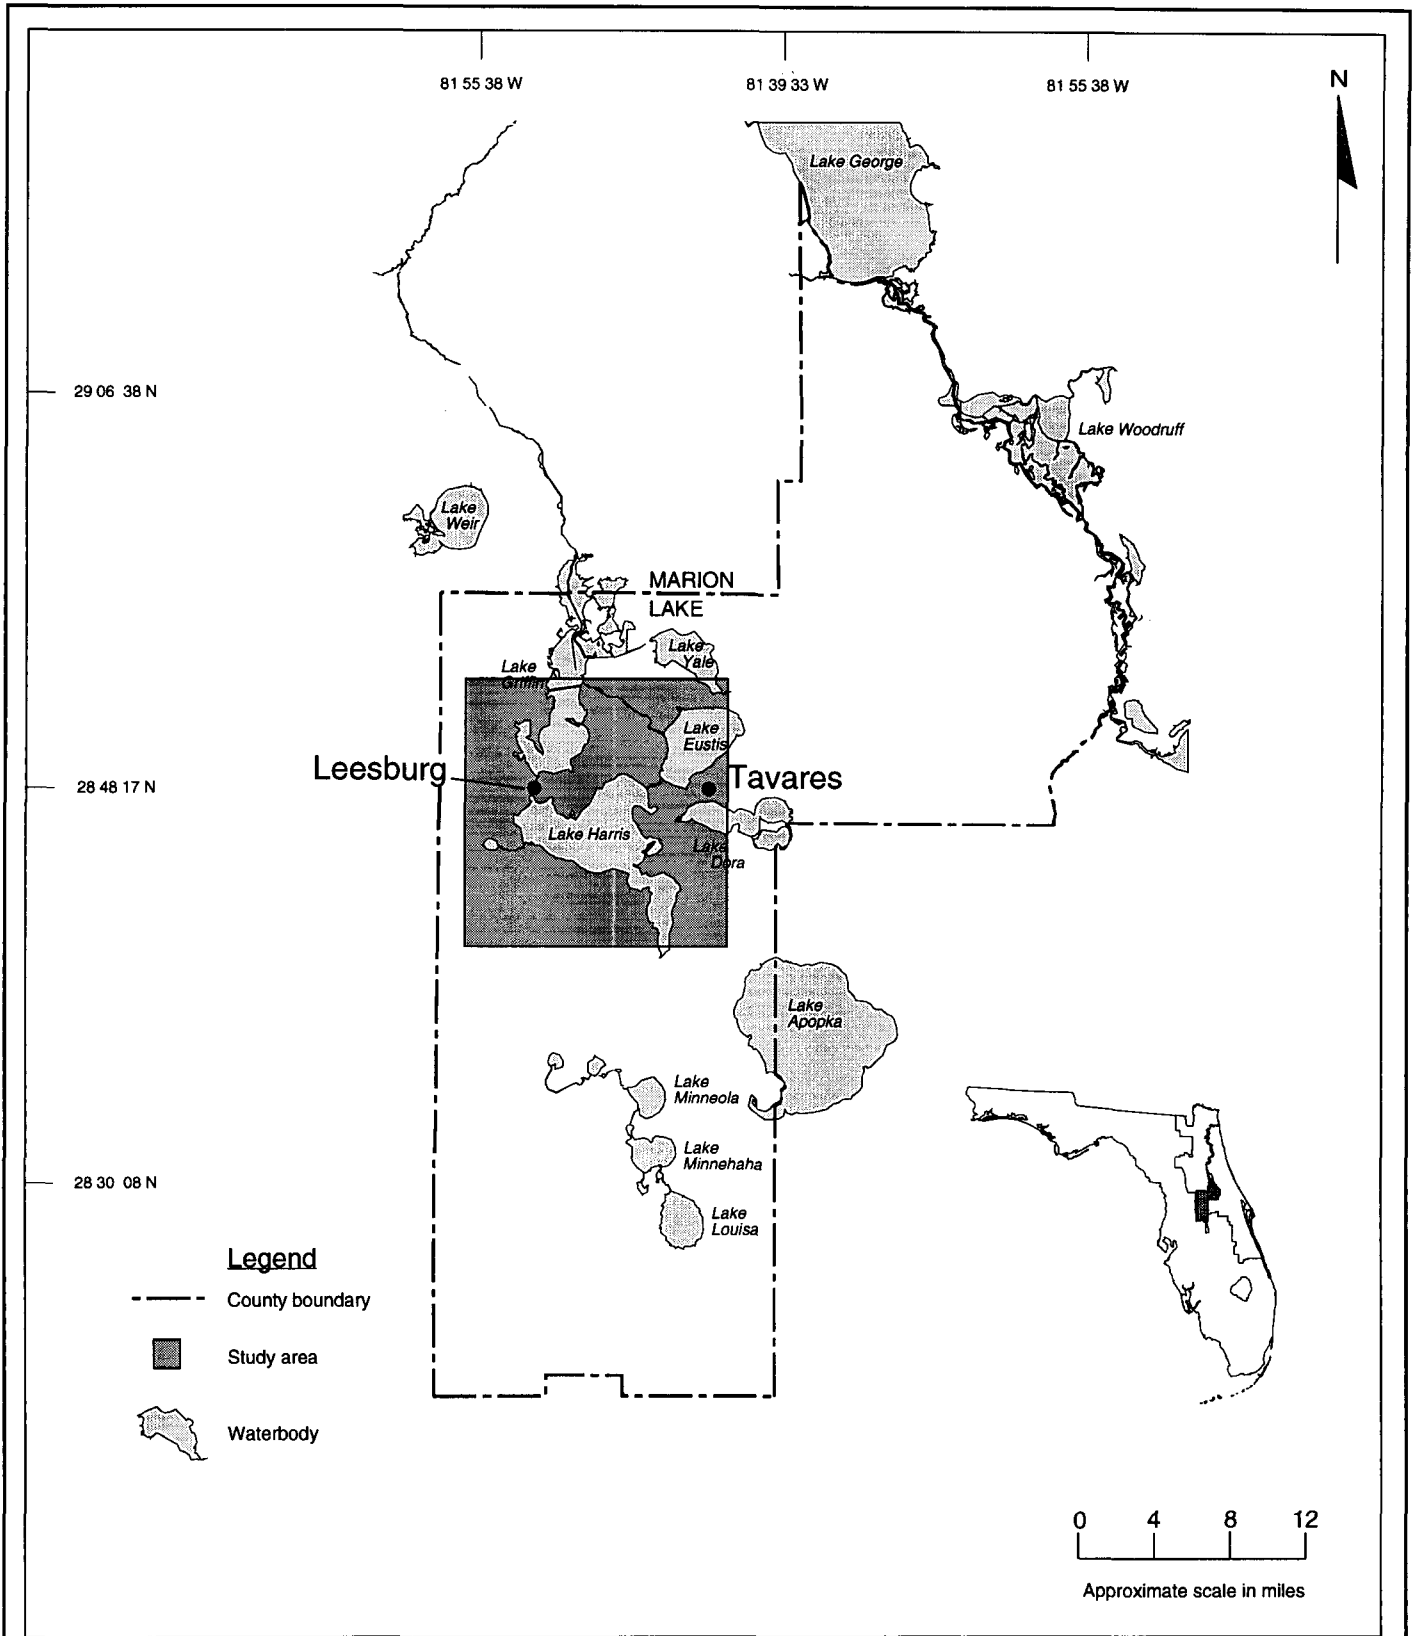 81 55 38 W
81 39 33 W
81 55 38 W
N
Lake George
29 06 38 N
Lake Woodruff
Lake
Weir
MARION
LAKE
Lake
Yale
Lake
Griffin
Lake
Eustis
Leesburg
28 48 17 N
Tavares
Lake Harris
Lake
Dora
Lake
Apopka
Lake
Mineola
Lake
Minnehaha
28 30 08 N
Lake
Louisa
Legend
County boundary
Study area
Waterbody
0 4 8 12
Approximate scale in miles